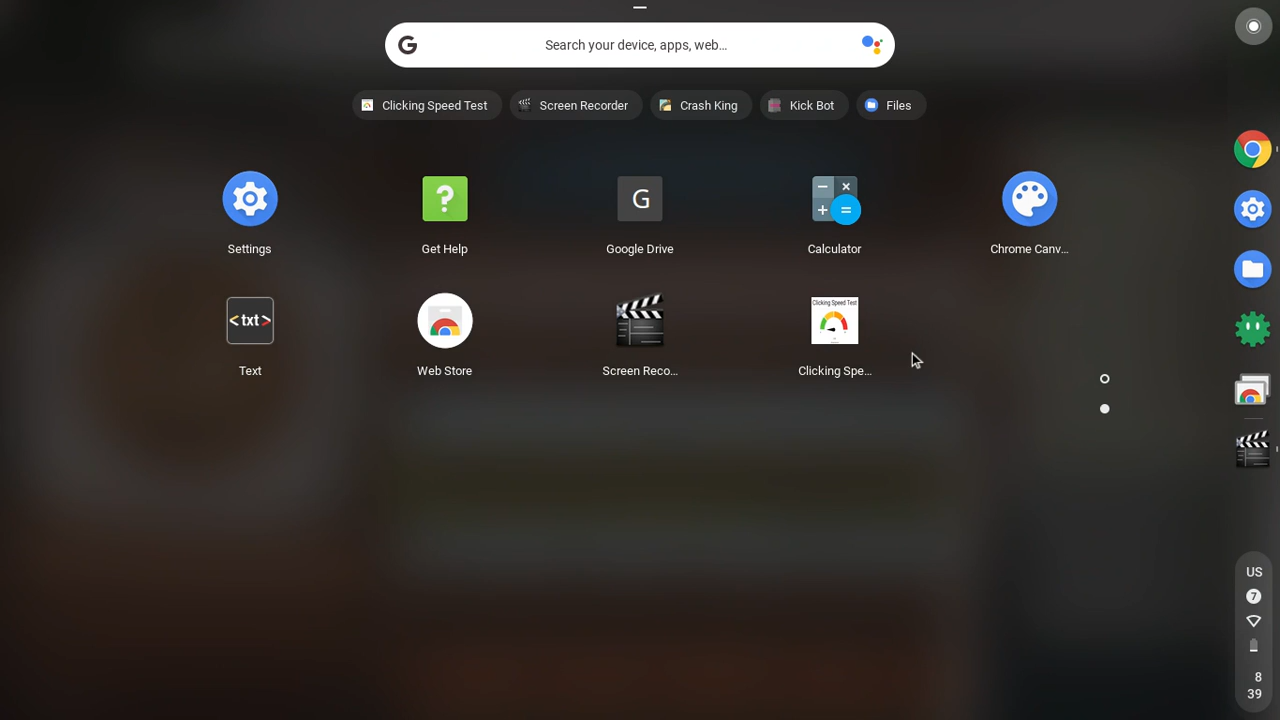 Search your device, apps, web...
Clicking Speed Test
Screen Recorder
Crash King
Kick Bot
Files
Settings
Get Help
G
Google Drive
Calculator
Chrome Canv...
<txt>
Text
Web Store
Screen Reco...
Clicking Speed Test
Clicking Spe...
US
7
8
39